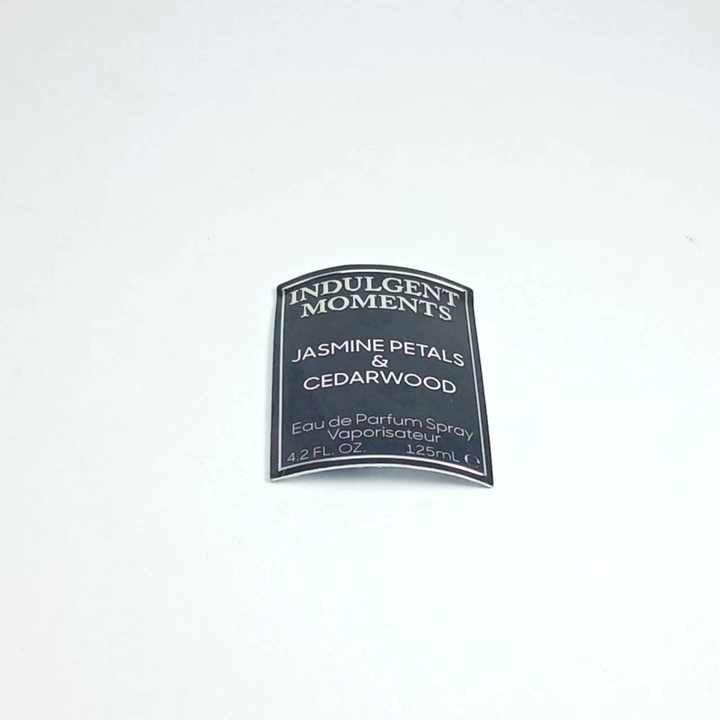 INDULGENT
MOMENTS
JASMINE PETALS
&
CEDARWOOD
Eau de Parfum Spray
Vaporisateur
4.2 FL. OZ. 125mL ℮